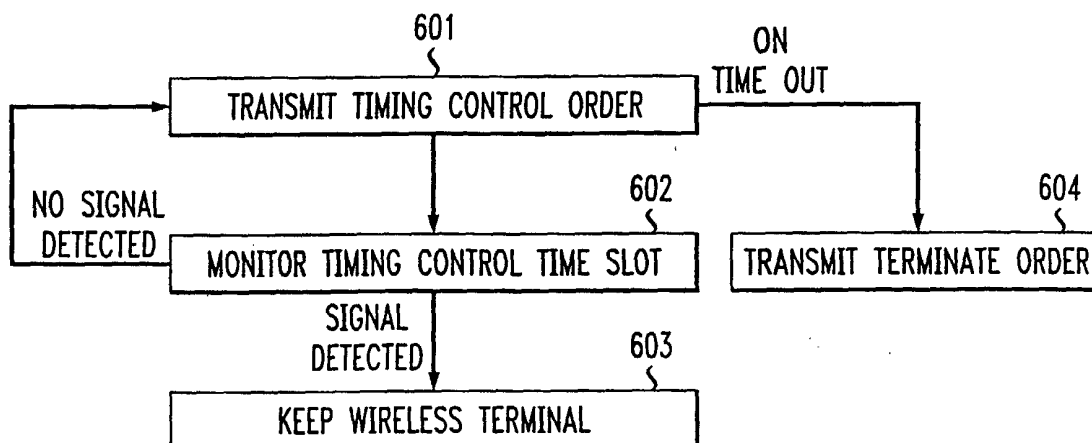 601
ON
TIME OUT
TRANSMIT TIMING CONTROL ORDER
602
604
NO SIGNAL
DETECTED
MONITOR TIMING CONTROL TIME SLOT
TRANSMIT TERMINATE ORDER
SIGNAL
DETECTED
603
KEEP WIRELESS TERMINAL